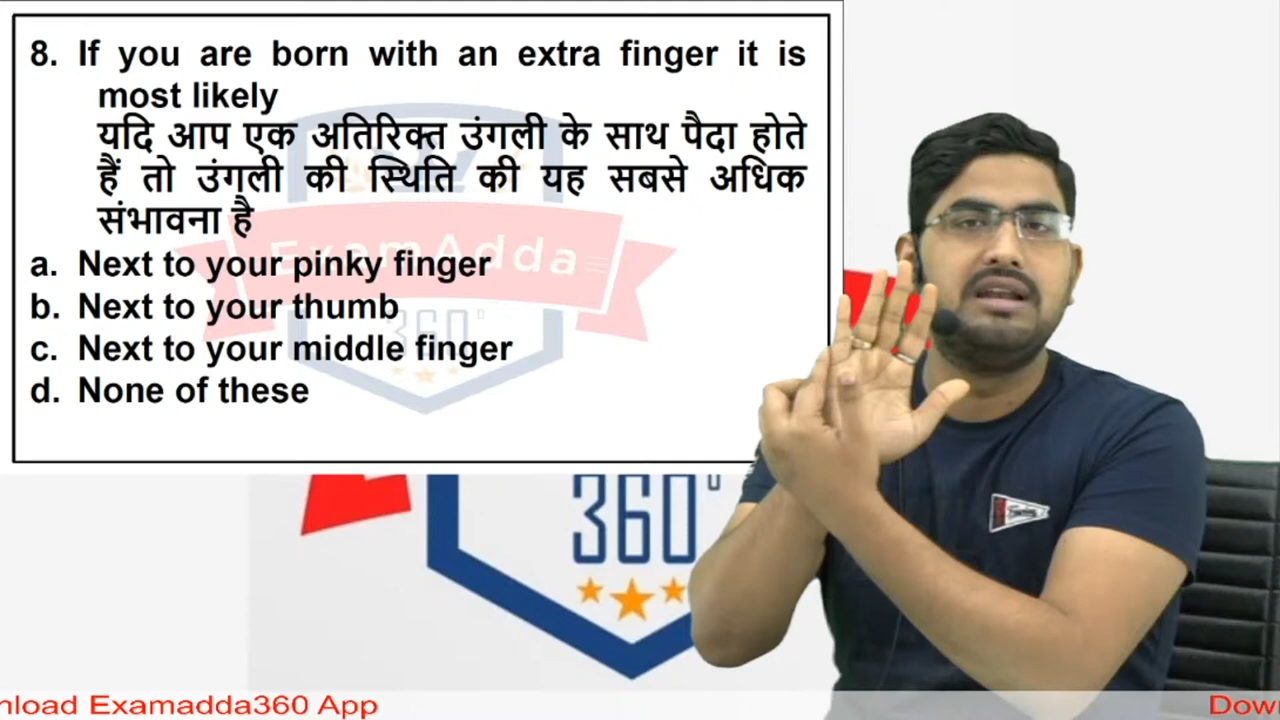 8. If you are born with an extra finger it is
most likely
यदि आप एक अतिरिक्त उंगली के साथ पैदा होते
हैं तो उंगली की स्थिति की यह सबसे अधिक
संभावना है
a. Next to your pinky finger
b. Next to your thumb
c. Next to your middle finger
d. None of these
ExamAdda
360°
360°
nload Examadda360 App
Dow